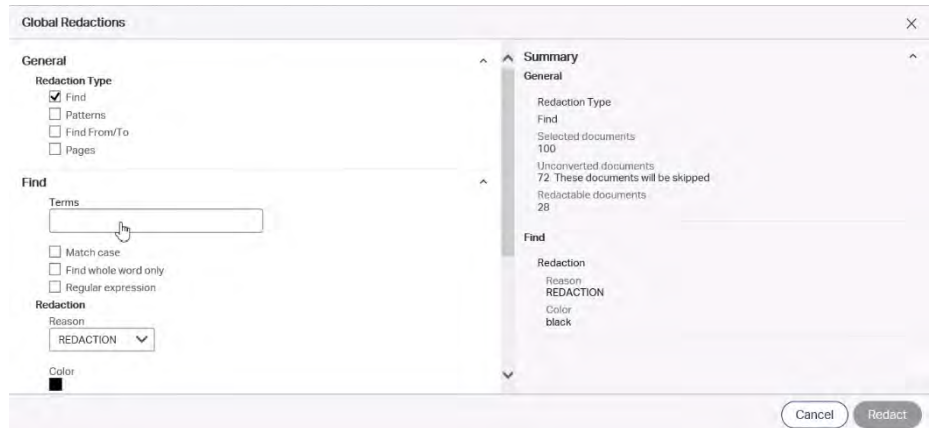 Global Redactions
General
Redaction Type
Find
Patterns
Find From/To
Pages
Find
Terms
Match case
Find whole word only
Regular expression
Redaction
Reason
REDACTION
Color
Summary
General
Redaction Type
Find
Selected documents
100
Unconverted documents
72 These documents will be skipped
Redactable documents
28
Find
Redaction
Reason
REDACTION
Color
black
Cancel
Redact